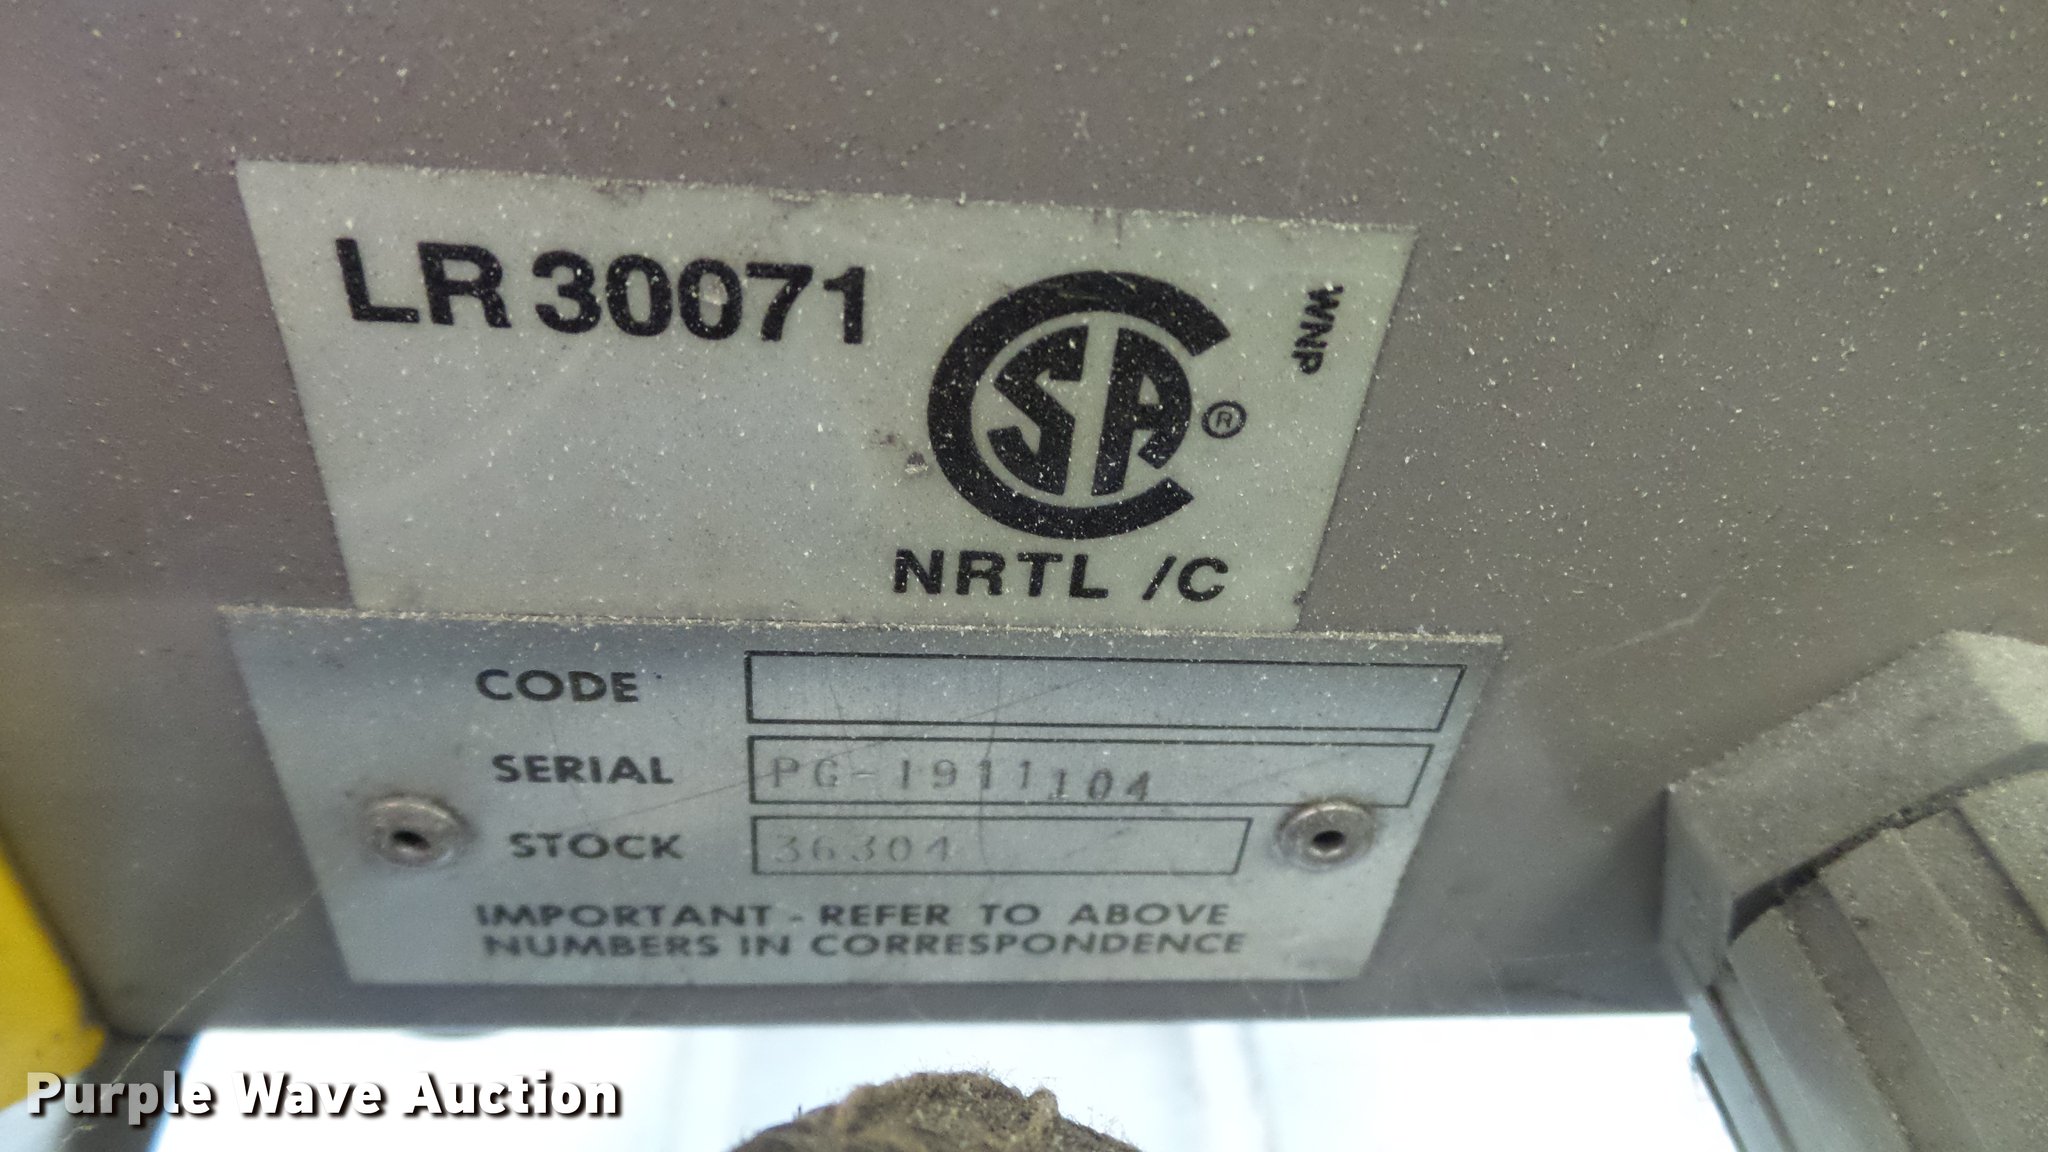 LR 30071
CSA ®
WNP
NRTL /C
CODE
SERIAL PG-1911104
STOCK 36304
IMPORTANT - REFER TO ABOVE
NUMBERS IN CORRESPONDENCE
Purple Wave Auction